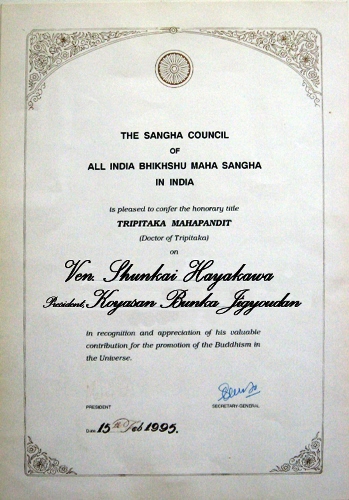 THE SANGHA COUNCIL
OF
ALL INDIA BHIKHSHU MAHA SANGHA
IN INDIA
is pleased to confer the honorary title
TRIPITAKA MAHAPANDIT
(Doctor of Tripitaka)
on
Ven. Shunkai Hayakawa
President, Koyasan Bunka Jigyoudan
in recognition and appreciation of his valuable
contribution for the promotion of the Buddhism in
the Universe.
PRESIDENT SECRETARY-GENERAL
Date 15th Feb 1995.